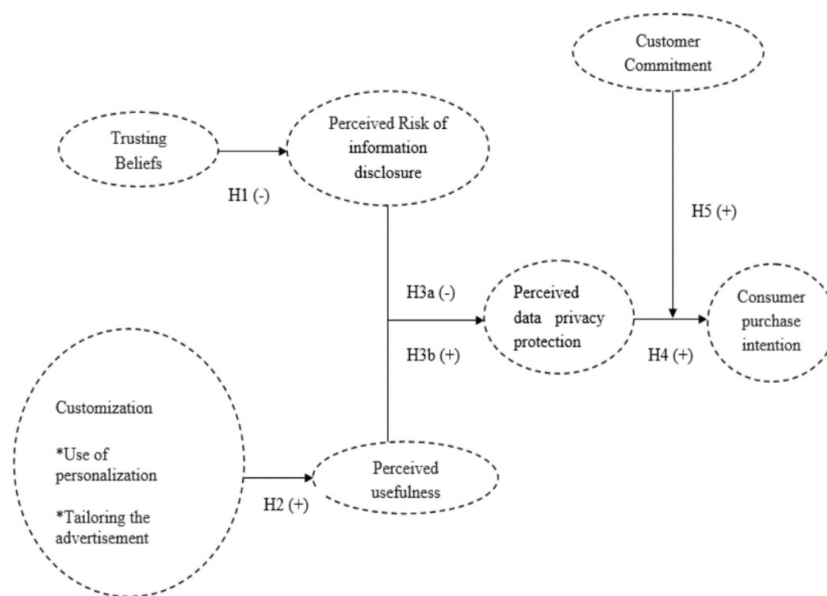 Customer
Commitment
Trusting
Beliefs
Perceived Risk of
information
disclosure
H1 (-)
H5 (+)
H3a (-)
H3b (+)
Perceived
data privacy
protection
H4 (+)
Consumer
purchase
intention
Customization
*Use of
personalization
*Tailoring the
advertisement
H2 (+)
Perceived
usefulness